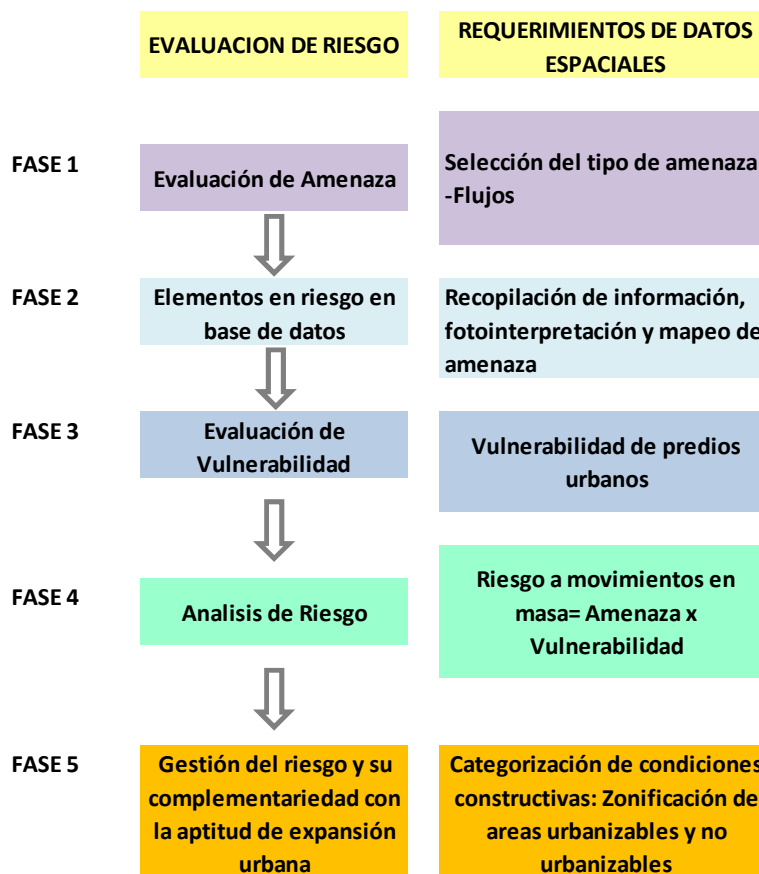 EVALUACION DE RIESGO
REQUERIMIENTOS DE DATOS
ESPACIALES
FASE 1
Evaluación de Amenaza
Selección del tipo de amenaza
-Flujos
FASE 2
Elementos en riesgo en
base de datos
Recopilación de información,
fotointerpretación y mapeo de
amenaza
FASE 3
Evaluación de
Vulnerabilidad
Vulnerabilidad de predios
urbanos
FASE 4
Analisis de Riesgo
Riesgo a movimientos en
masa= Amenaza x
Vulnerabilidad
FASE 5
Gestión del riesgo y su
complementariedad con
la aptitud de expansión
urbana
Categorización de condiciones
constructivas: Zonificación de
areas urbanizables y no
urbanizables